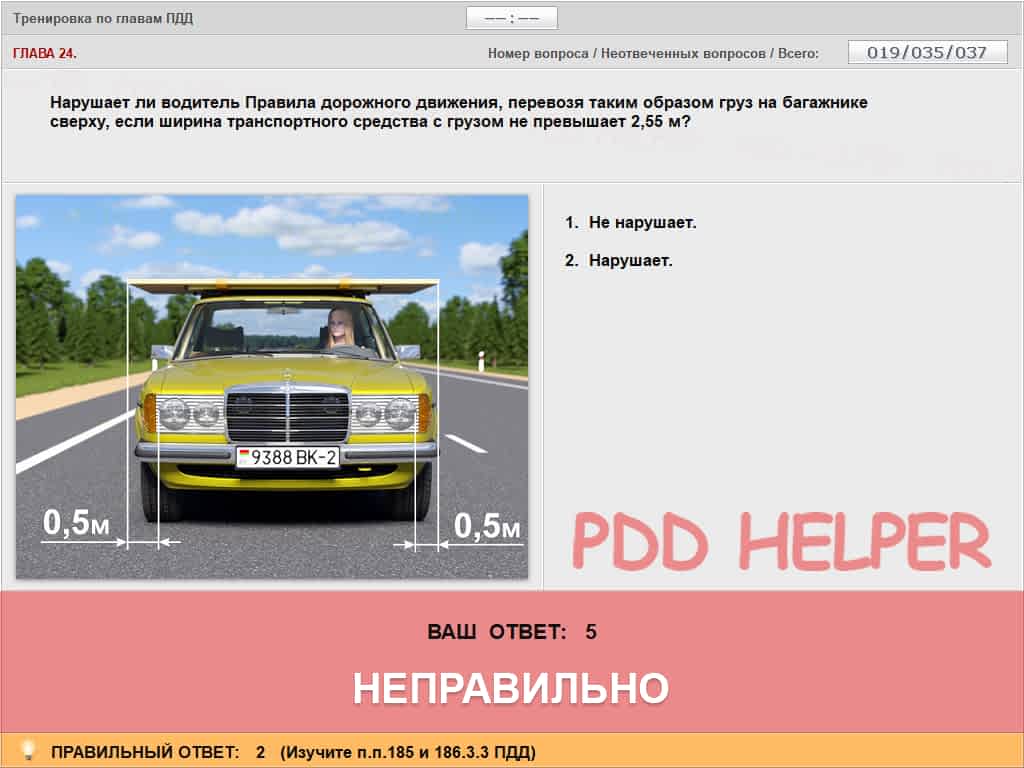 Тренировка по главам ПДД
—— : ——
ГЛАВА 24.
Номер вопроса / Неотвеченных вопросов / Всего: 019/035/037
Нарушает ли водитель Правила дорожного движения, перевозя таким образом груз на багажнике
сверху, если ширина транспортного средства с грузом не превышает 2,55 м?
1. Не нарушает.
2. Нарушает.
9388 BK-2
0,5м
0,5м
PDD HELPER
ВАШ ОТВЕТ: 5
НЕПРАВИЛЬНО
ПРАВИЛЬНЫЙ ОТВЕТ: 2 (Изучите п.п.185 и 186.3.3 ПДД)